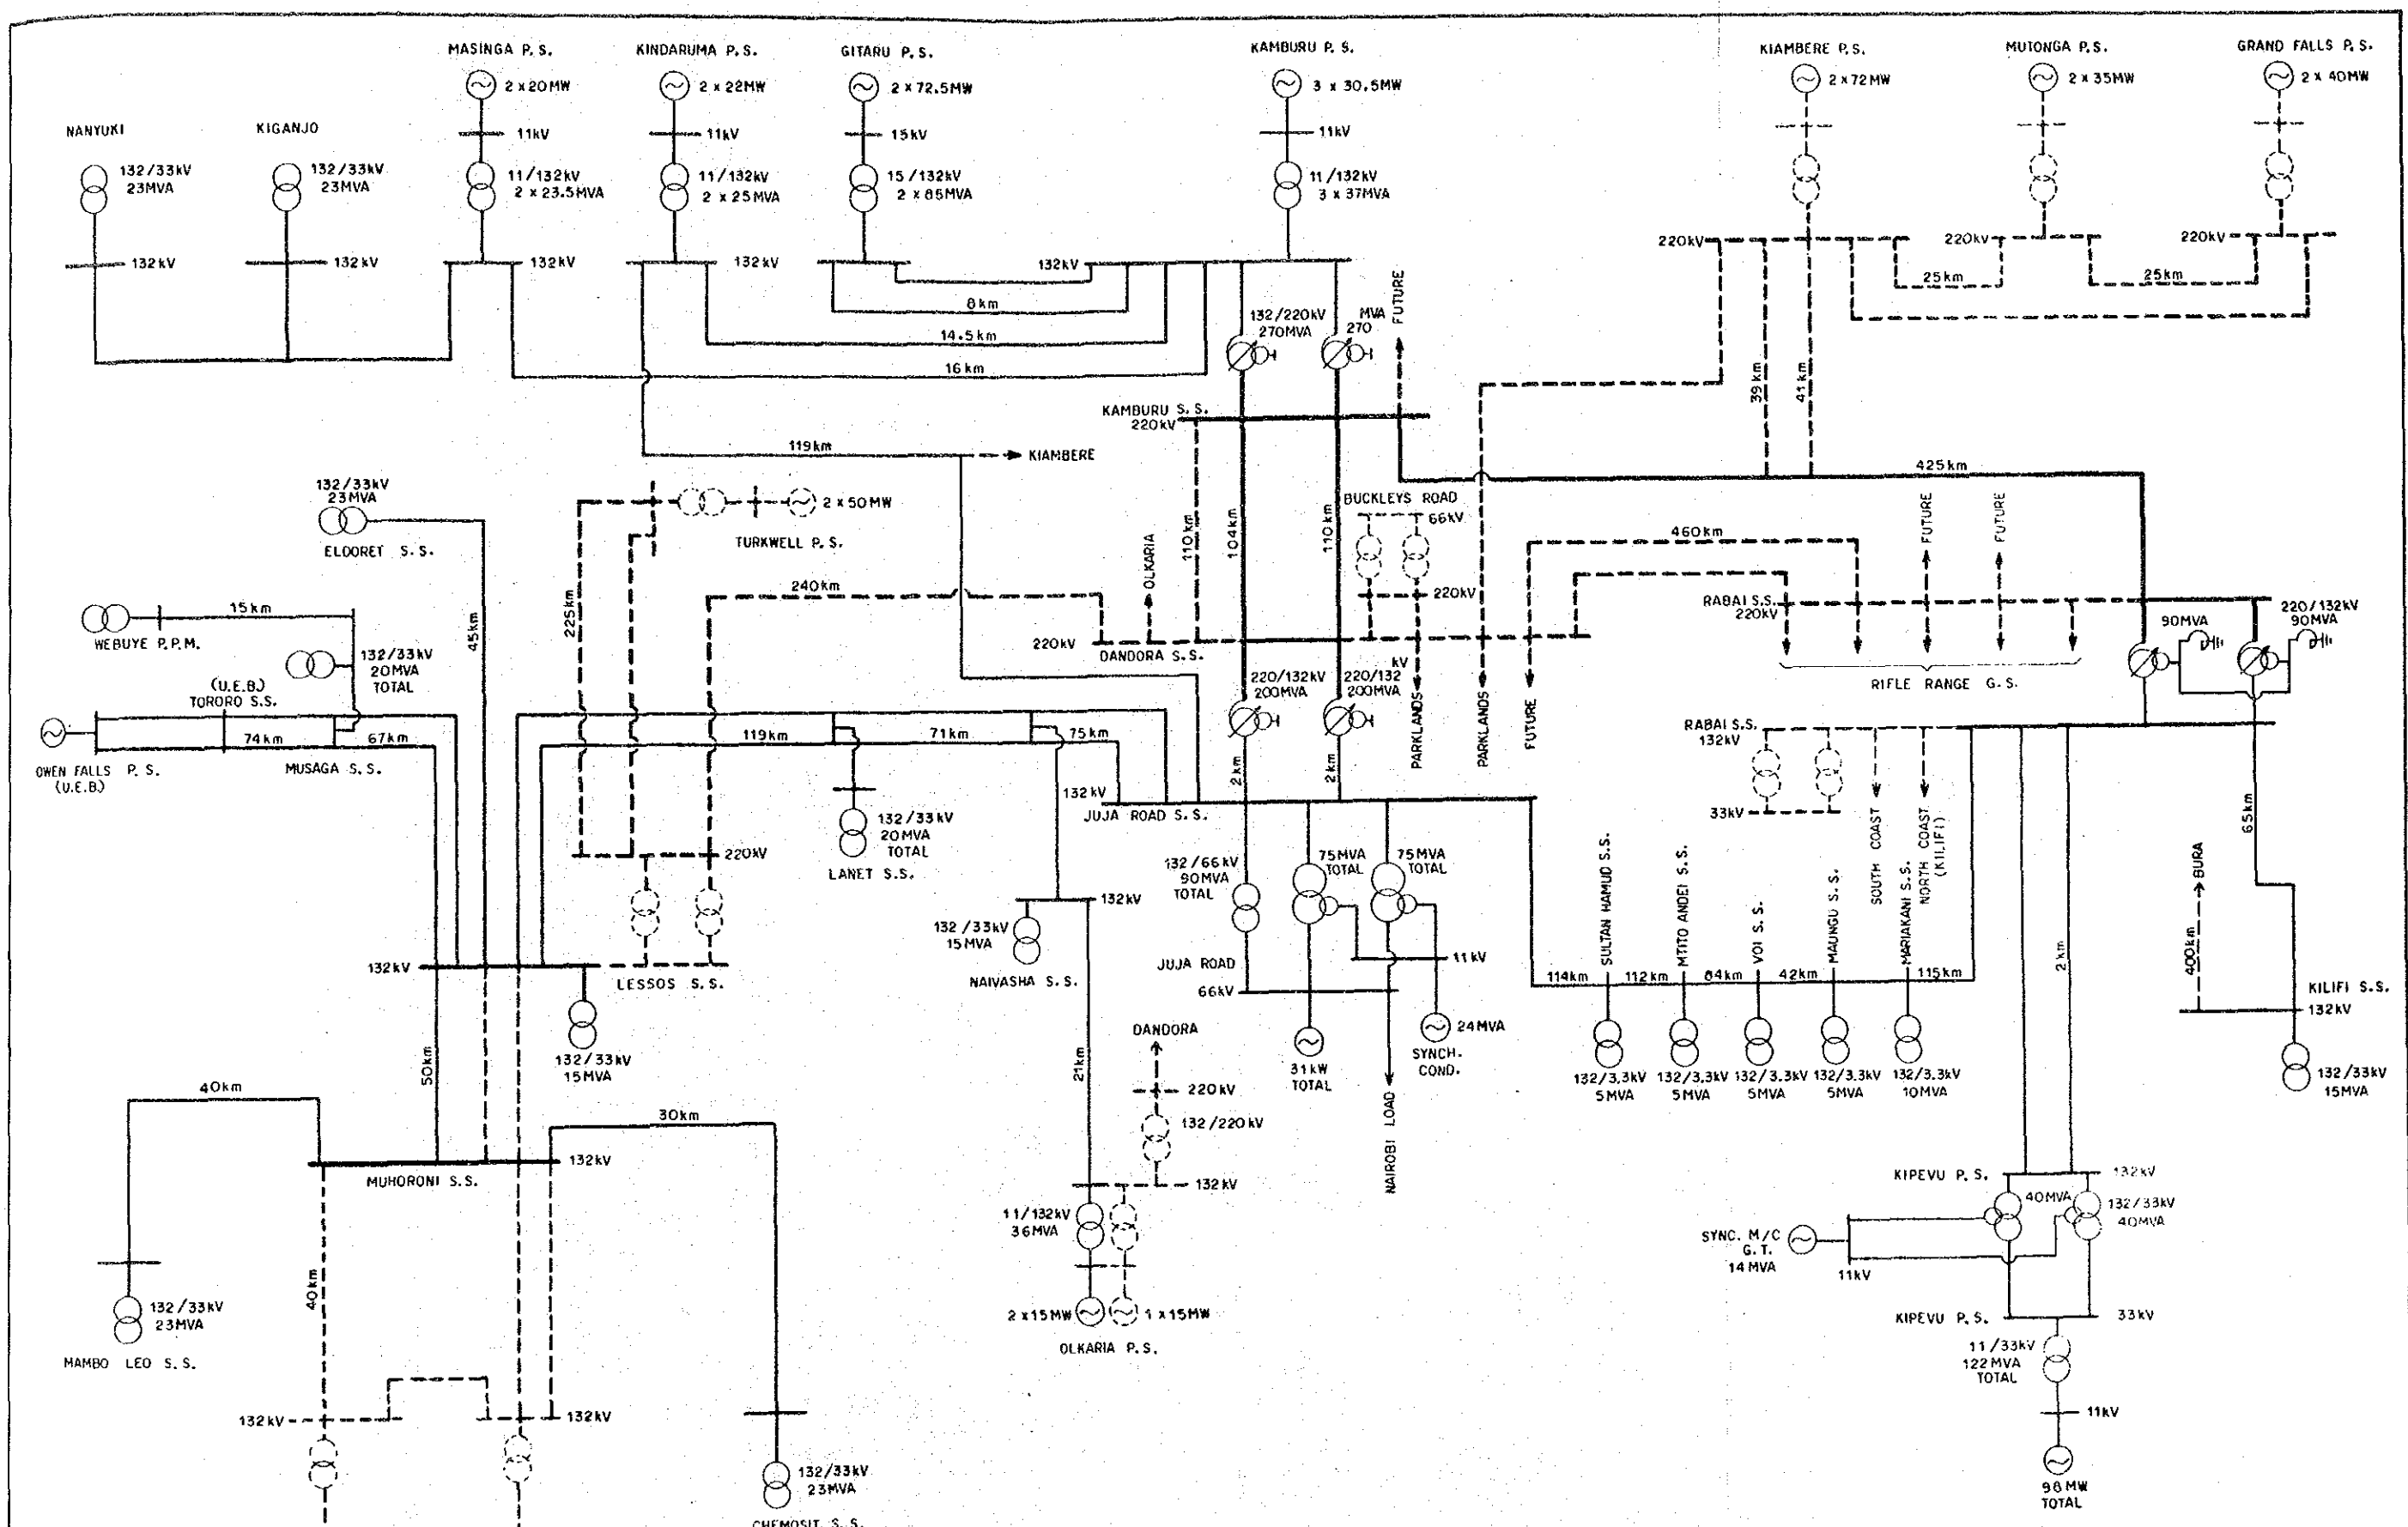 MASINGA P. S.
KINDARUMA P. S.
GITARU P. S.
KAMBURU P. S.
KIAMBERE P. S.
MUTONGA P. S.
GRAND FALLS P. S.
2 x 20MW
2 x 22MW
2 x 72.5MW
3 x 30.5MW
2 x 72MW
2 x 35MW
2 x 40MW
NANYUKI
KIGANJO
11kV
11kV
15kV
11kV
132/33kV
23MVA
132/33kV
23MVA
11/132kV
2 x 23.5MVA
11/132kV
2 x 25MVA
15/132kV
2 x 85MVA
11/132kV
3 x 37MVA
132kV
132kV
132kV
132kV
132kV
220kV
220kV
220kV
25km
25km
8km
14.5km
16km
132/220kV
270MVA
MVA
270
FUTURE
39km
41km
KAMBURU S. S.
220kV
119km
KIAMBERE
425km
132/33kV
23MVA
ELDORET S. S.
2 x 50MW
TURKWELL P. S.
BUCKLEYS ROAD
66kV
110km
104km
110km
OLKARIA
460km
FUTURE
FUTURE
15km
WEBUYE P.P.M.
45km
225km
240km
220kV
220kV
DANDORA S. S.
RABAI S.S.
220kV
90MVA
220/132kV
90MVA
132/33kV
20MVA
TOTAL
(U.E.B.)
TORORO S.S.
220/132kV
200MVA
kV
220/132
200MVA
PARKLANDS
PARKLANDS
FUTURE
RIFLE RANGE G. S.
74km
67km
119km
71km
75km
OWEN FALLS P. S.
(U.E.B.)
MUSAGA S. S.
2km
2km
RABAI S.S.
132kV
132 kV
JUJA ROAD S. S.
33kV
SOUTH COAST
NORTH COAST
(KILIFI)
65km
132/33kV
20MVA
TOTAL
LANET S.S.
220kV
132/66kV
90MVA
TOTAL
75MVA
TOTAL
75MVA
TOTAL
SULTAN HAMUD S.S.
MTITO ANDEI S. S.
VOI S. S.
MAUNGU S. S.
MARIAKANI S. S.
2km
400km
BURA
132kV
132/33kV
15MVA
NAIVASHA S. S.
132kV
LESSOS S. S.
JUJA ROAD
66kV
11kV
114km
112km
84km
42km
115km
KILIFI S. S.
132kV
50km
132/33kV
15MVA
21km
DANDORA
220kV
132/220kV
31kW
TOTAL
24MVA
SYNCH.
COND.
NAIROBI LOAD
132/3.3kV
5MVA
132/3.3kV
5MVA
132/3.3kV
5MVA
132/3.3kV
5MVA
132/3.3kV
10MVA
132/33kV
15MVA
40km
30km
132kV
MUHORONI S. S.
132kV
KIPEVU P. S.
132kV
11/132kV
36MVA
40MVA
132/33kV
40MVA
SYNC. M/C
G. T.
14MVA
11kV
40km
132/33kV
23MVA
MAMBO LEO S. S.
2 x 15MW
1 x 15MW
OLKARIA P. S.
KIPEVU P. S.
33kV
11/33kV
122MVA
TOTAL
132kV
132kV
11kV
132/33kV
23MVA
CHEMOSIT S. S.
98MW
TOTAL